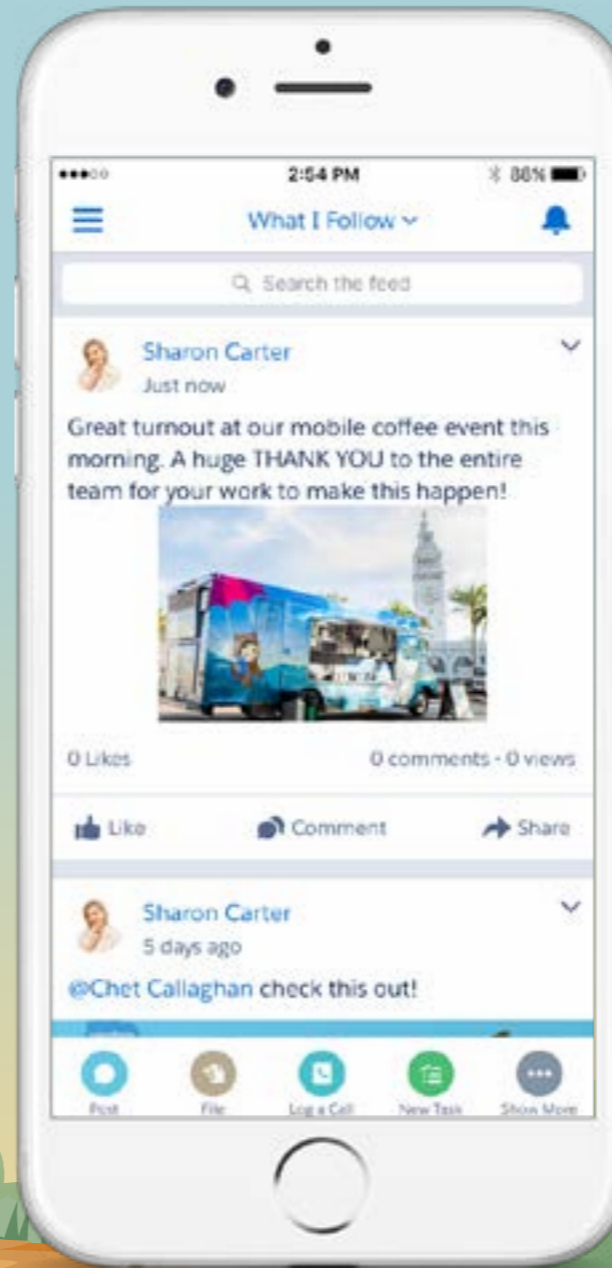 2:54 PM 86%
What I Follow
Search the feed
Sharon Carter
Just now
Great turnout at our mobile coffee event this
morning. A huge THANK YOU to the entire
team for your work to make this happen!
0 Likes 0 comments - 0 views
Like Comment Share
Sharon Carter
5 days ago
@Chet Callaghan check this out!
Post File Log a Call New Task Show More